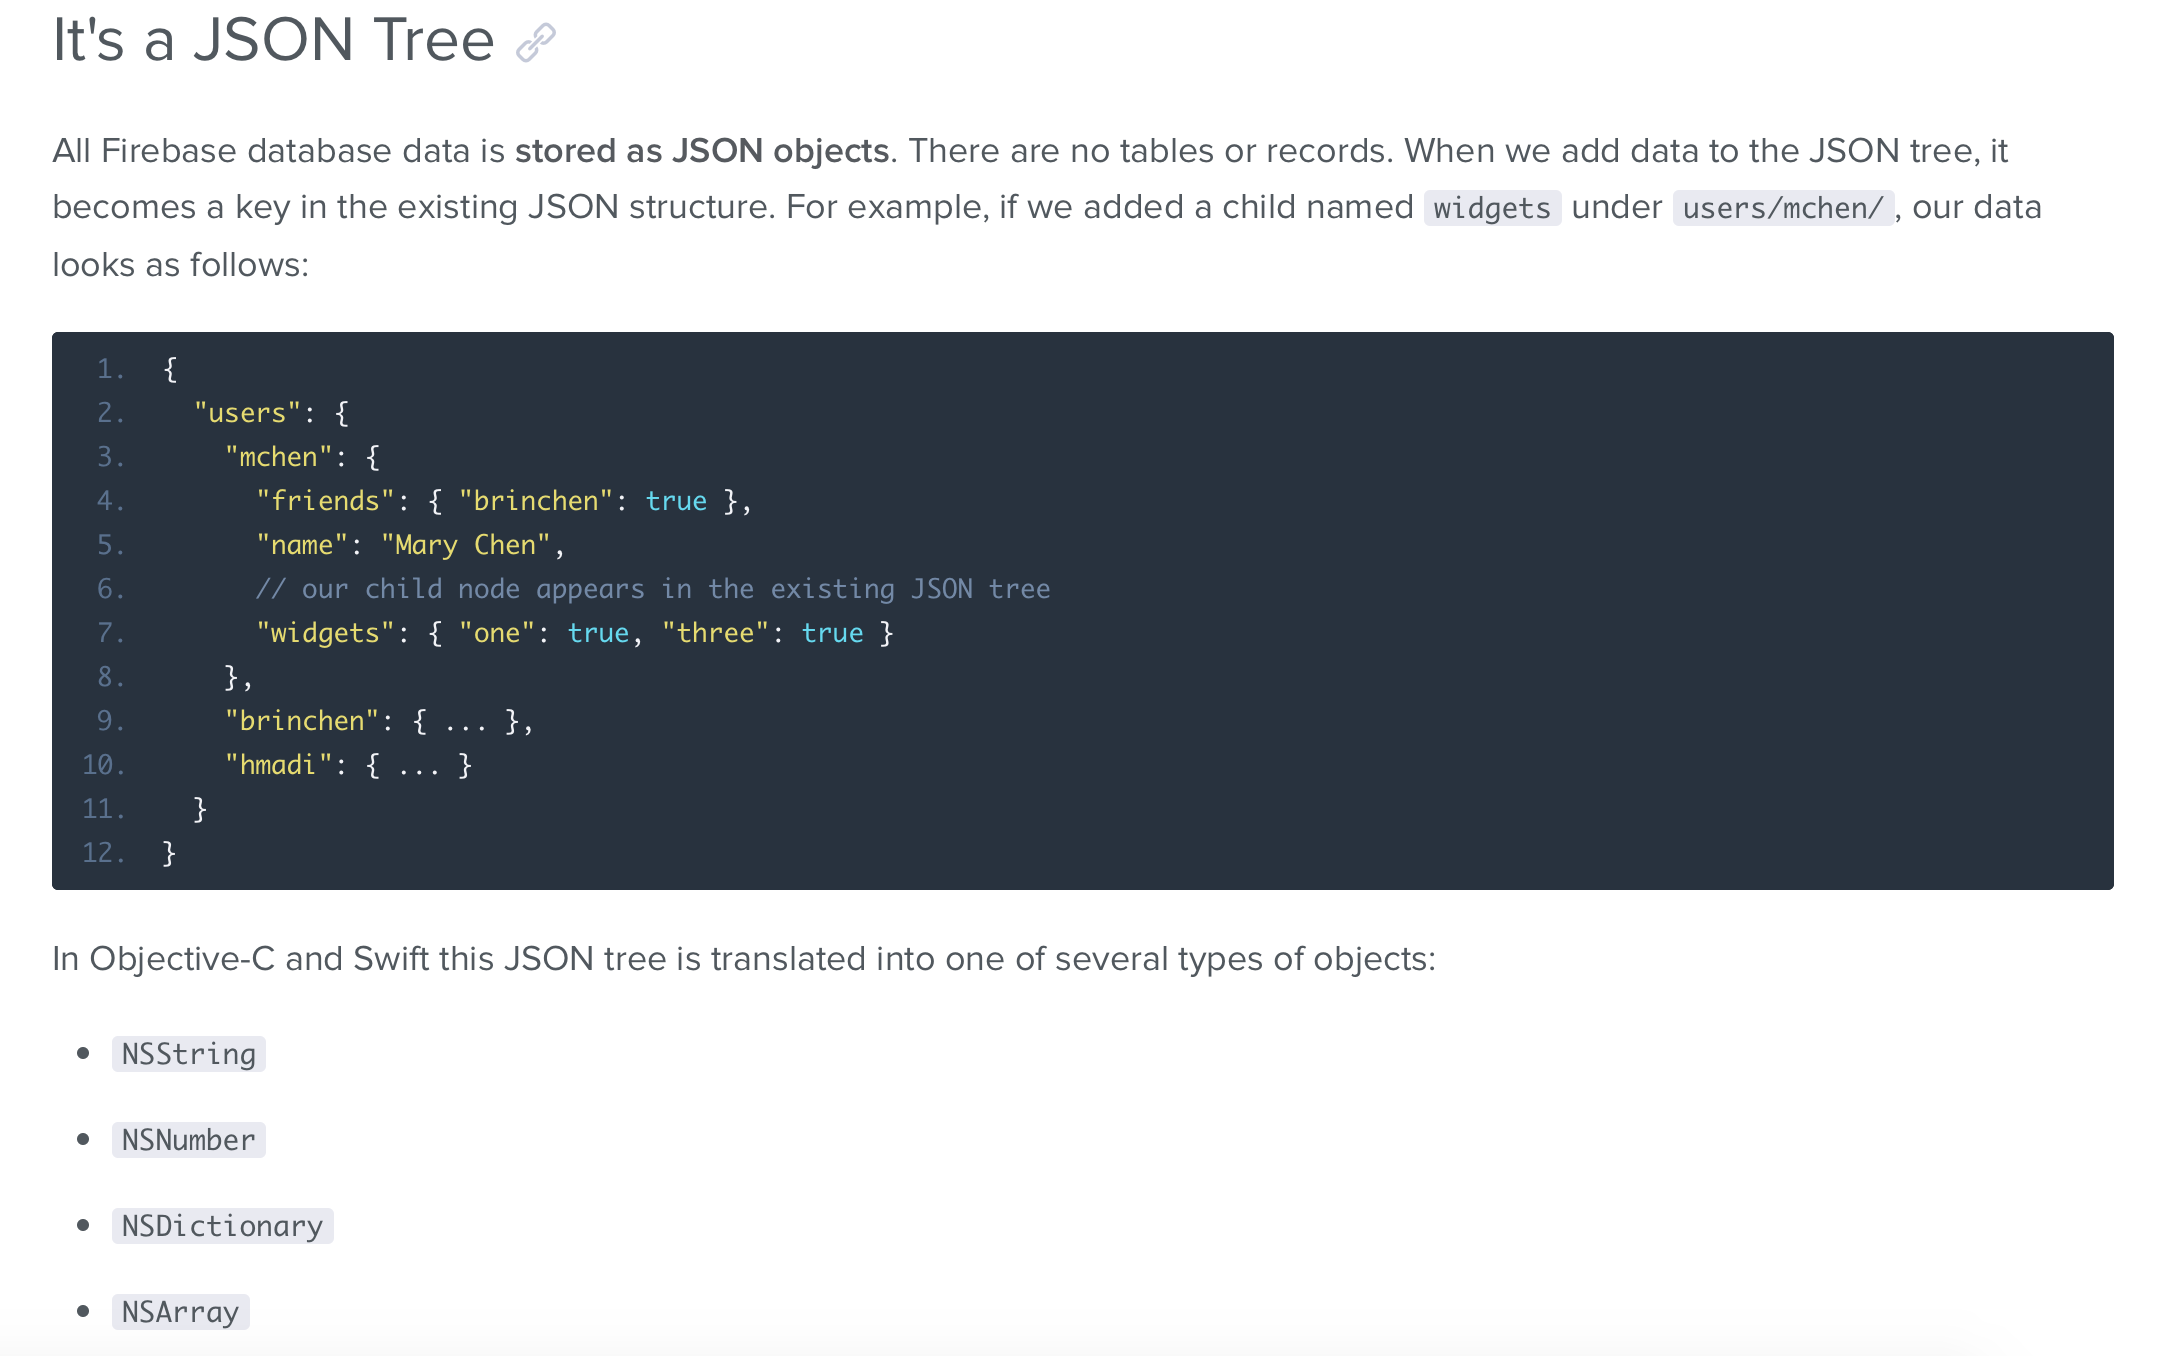 It's a JSON Tree
All Firebase database data is stored as JSON objects. There are no tables or records. When we add data to the JSON tree, it
becomes a key in the existing JSON structure. For example, if we added a child named widgets under users/mchen/ , our data
looks as follows:
1. {
2.   "users": {
3.     "mchen": {
4.       "friends": { "brinchen": true },
5.       "name": "Mary Chen",
6.       // our child node appears in the existing JSON tree
7.       "widgets": { "one": true, "three": true }
8.     },
9.     "brinchen": { ... },
10.     "hmadi": { ... }
11.   }
12. }
In Objective-C and Swift this JSON tree is translated into one of several types of objects:
• NSString
• NSNumber
• NSDictionary
• NSArray